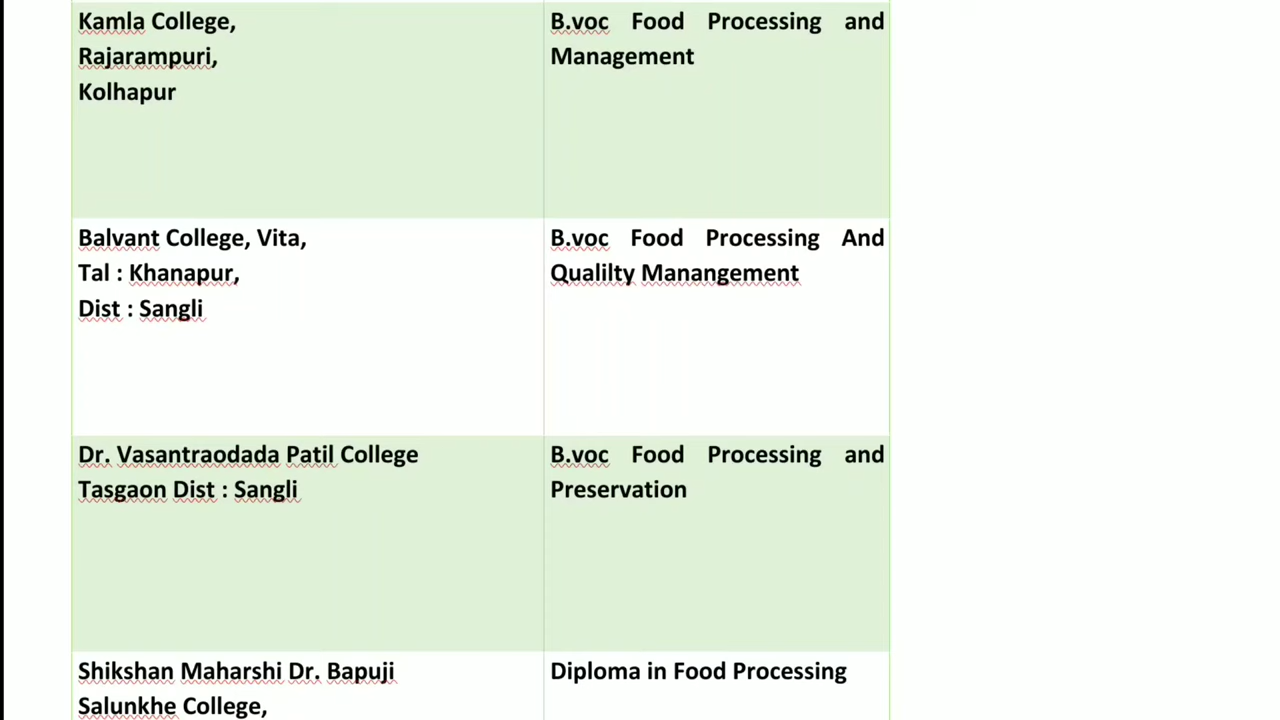 Kamla College,
Rajarampuri,
Kolhapur
B.voc Food Processing and
Management
Balvant College, Vita,
Tal : Khanapur,
Dist : Sangli
B.voc Food Processing And
Qualilty Manangement
Dr. Vasantraodada Patil College
Tasgaon Dist : Sangli
B.voc Food Processing and
Preservation
Shikshan Maharshi Dr. Bapuji
Salunkhe College,
Diploma in Food Processing